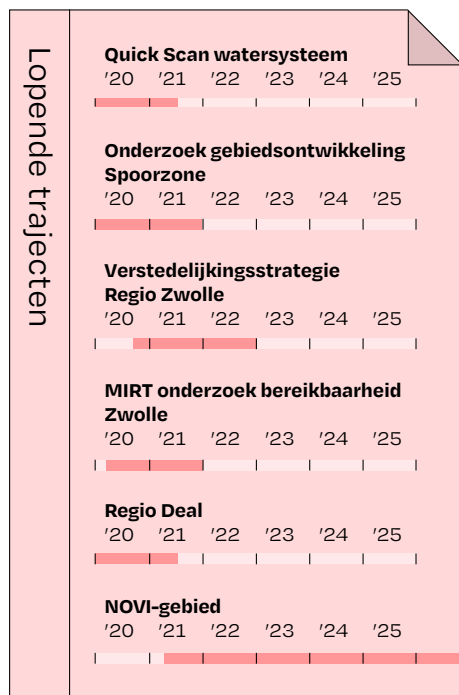 Lopende trajecten
Quick Scan watersysteem
'20 '21 '22 '23 '24 '25
Onderzoek gebiedsontwikkeling
Spoorzone
'20 '21 '22 '23 '24 '25
Verstedelijkingsstrategie
Regio Zwolle
'20 '21 '22 '23 '24 '25
MIRT onderzoek bereikbaarheid
Zwolle
'20 '21 '22 '23 '24 '25
Regio Deal
'20 '21 '22 '23 '24 '25
NOVI-gebied
'20 '21 '22 '23 '24 '25